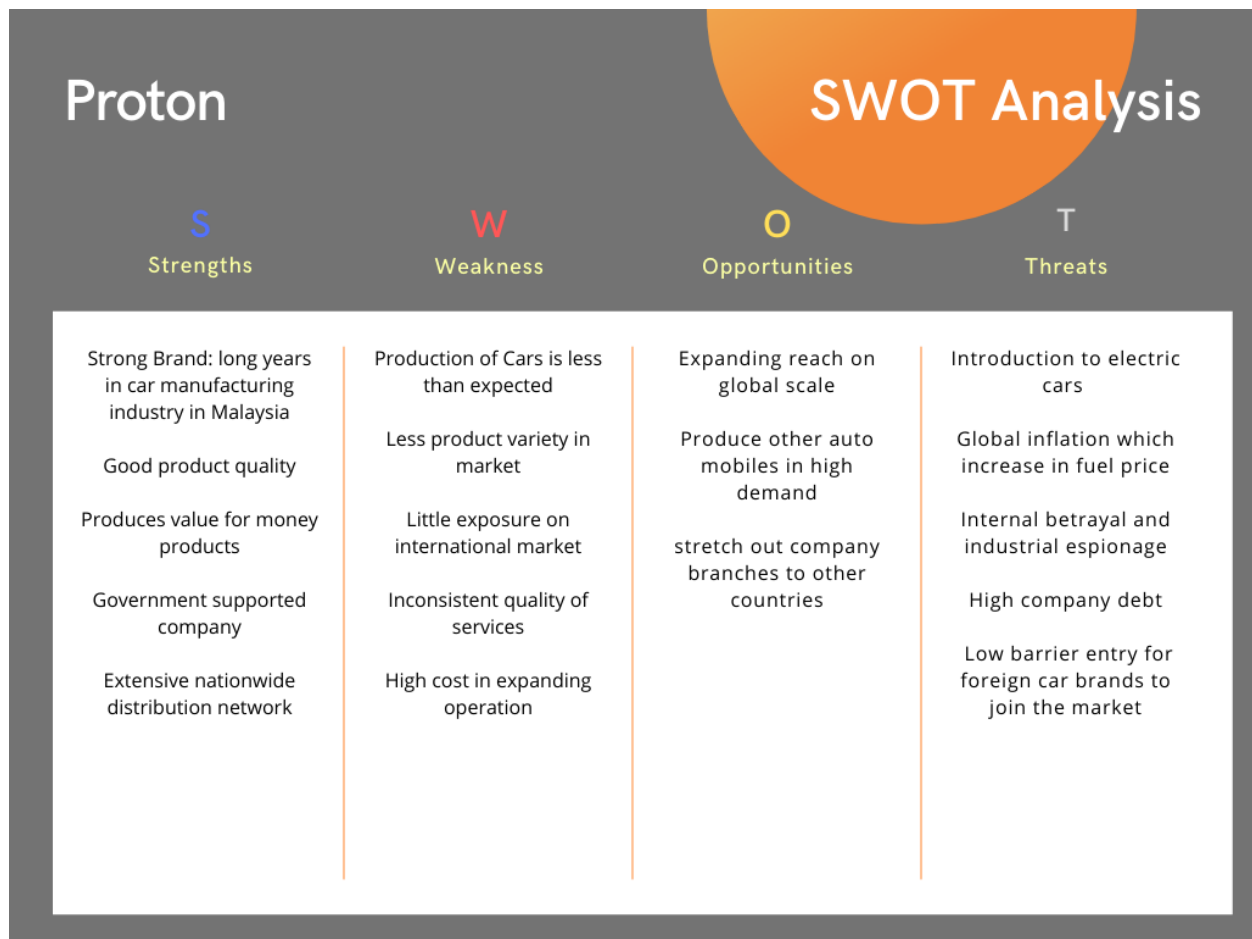 Proton
SWOT Analysis
S
Strengths
W
Weakness
O
Opportunities
T
Threats
Strong Brand: long years
in car manufacturing
industry in Malaysia
Good product quality
Produces value for money
products
Government supported
company
Extensive nationwide
distribution network
Production of Cars is less
than expected
Less product variety in
market
Little exposure on
international market
Inconsistent quality of
services
High cost in expanding
operation
Expanding reach on
global scale
Produce other auto
mobiles in high
demand
stretch out company
branches to other
countries
Introduction to electric
cars
Global inflation which
increase in fuel price
Internal betrayal and
industrial espionage
High company debt
Low barrier entry for
foreign car brands to
join the market